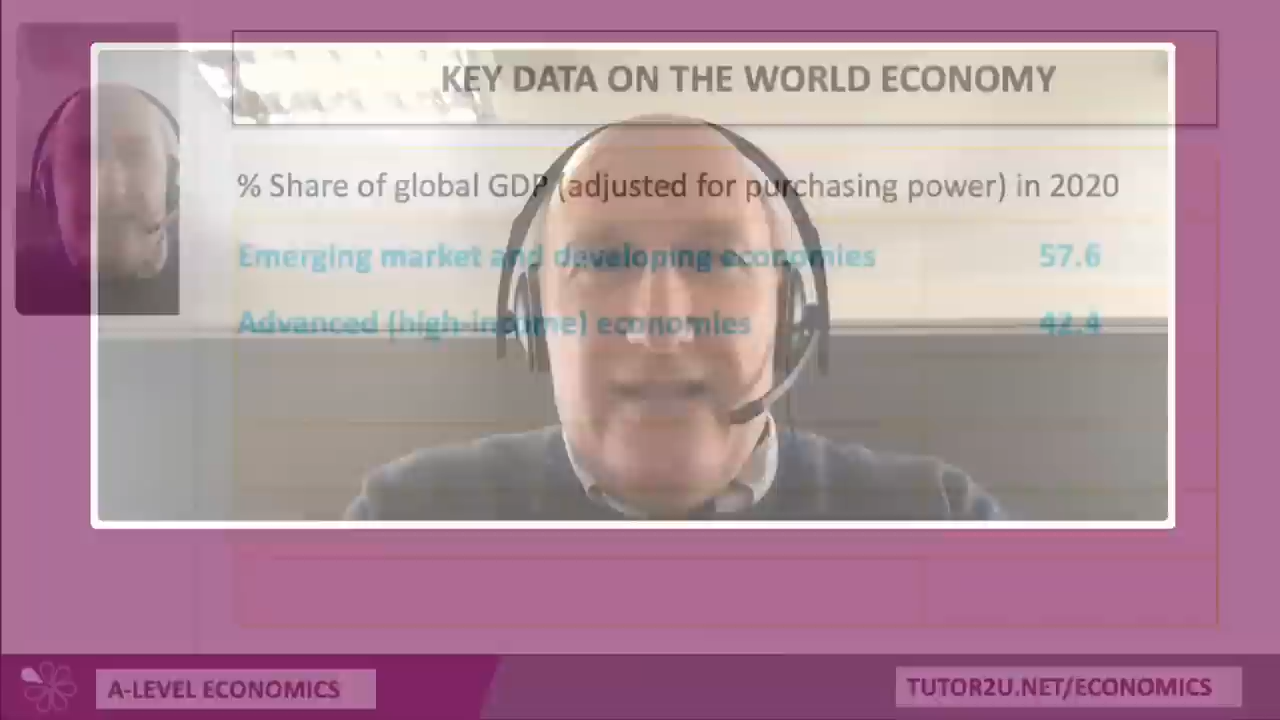 KEY DATA ON THE WORLD ECONOMY
% Share of global GDP (adjusted for purchasing power) in 2020
Emerging market and developing economies 57.6
Advanced (high-income) economies 42.4
A-LEVEL ECONOMICS
TUTOR2U.NET/ECONOMICS